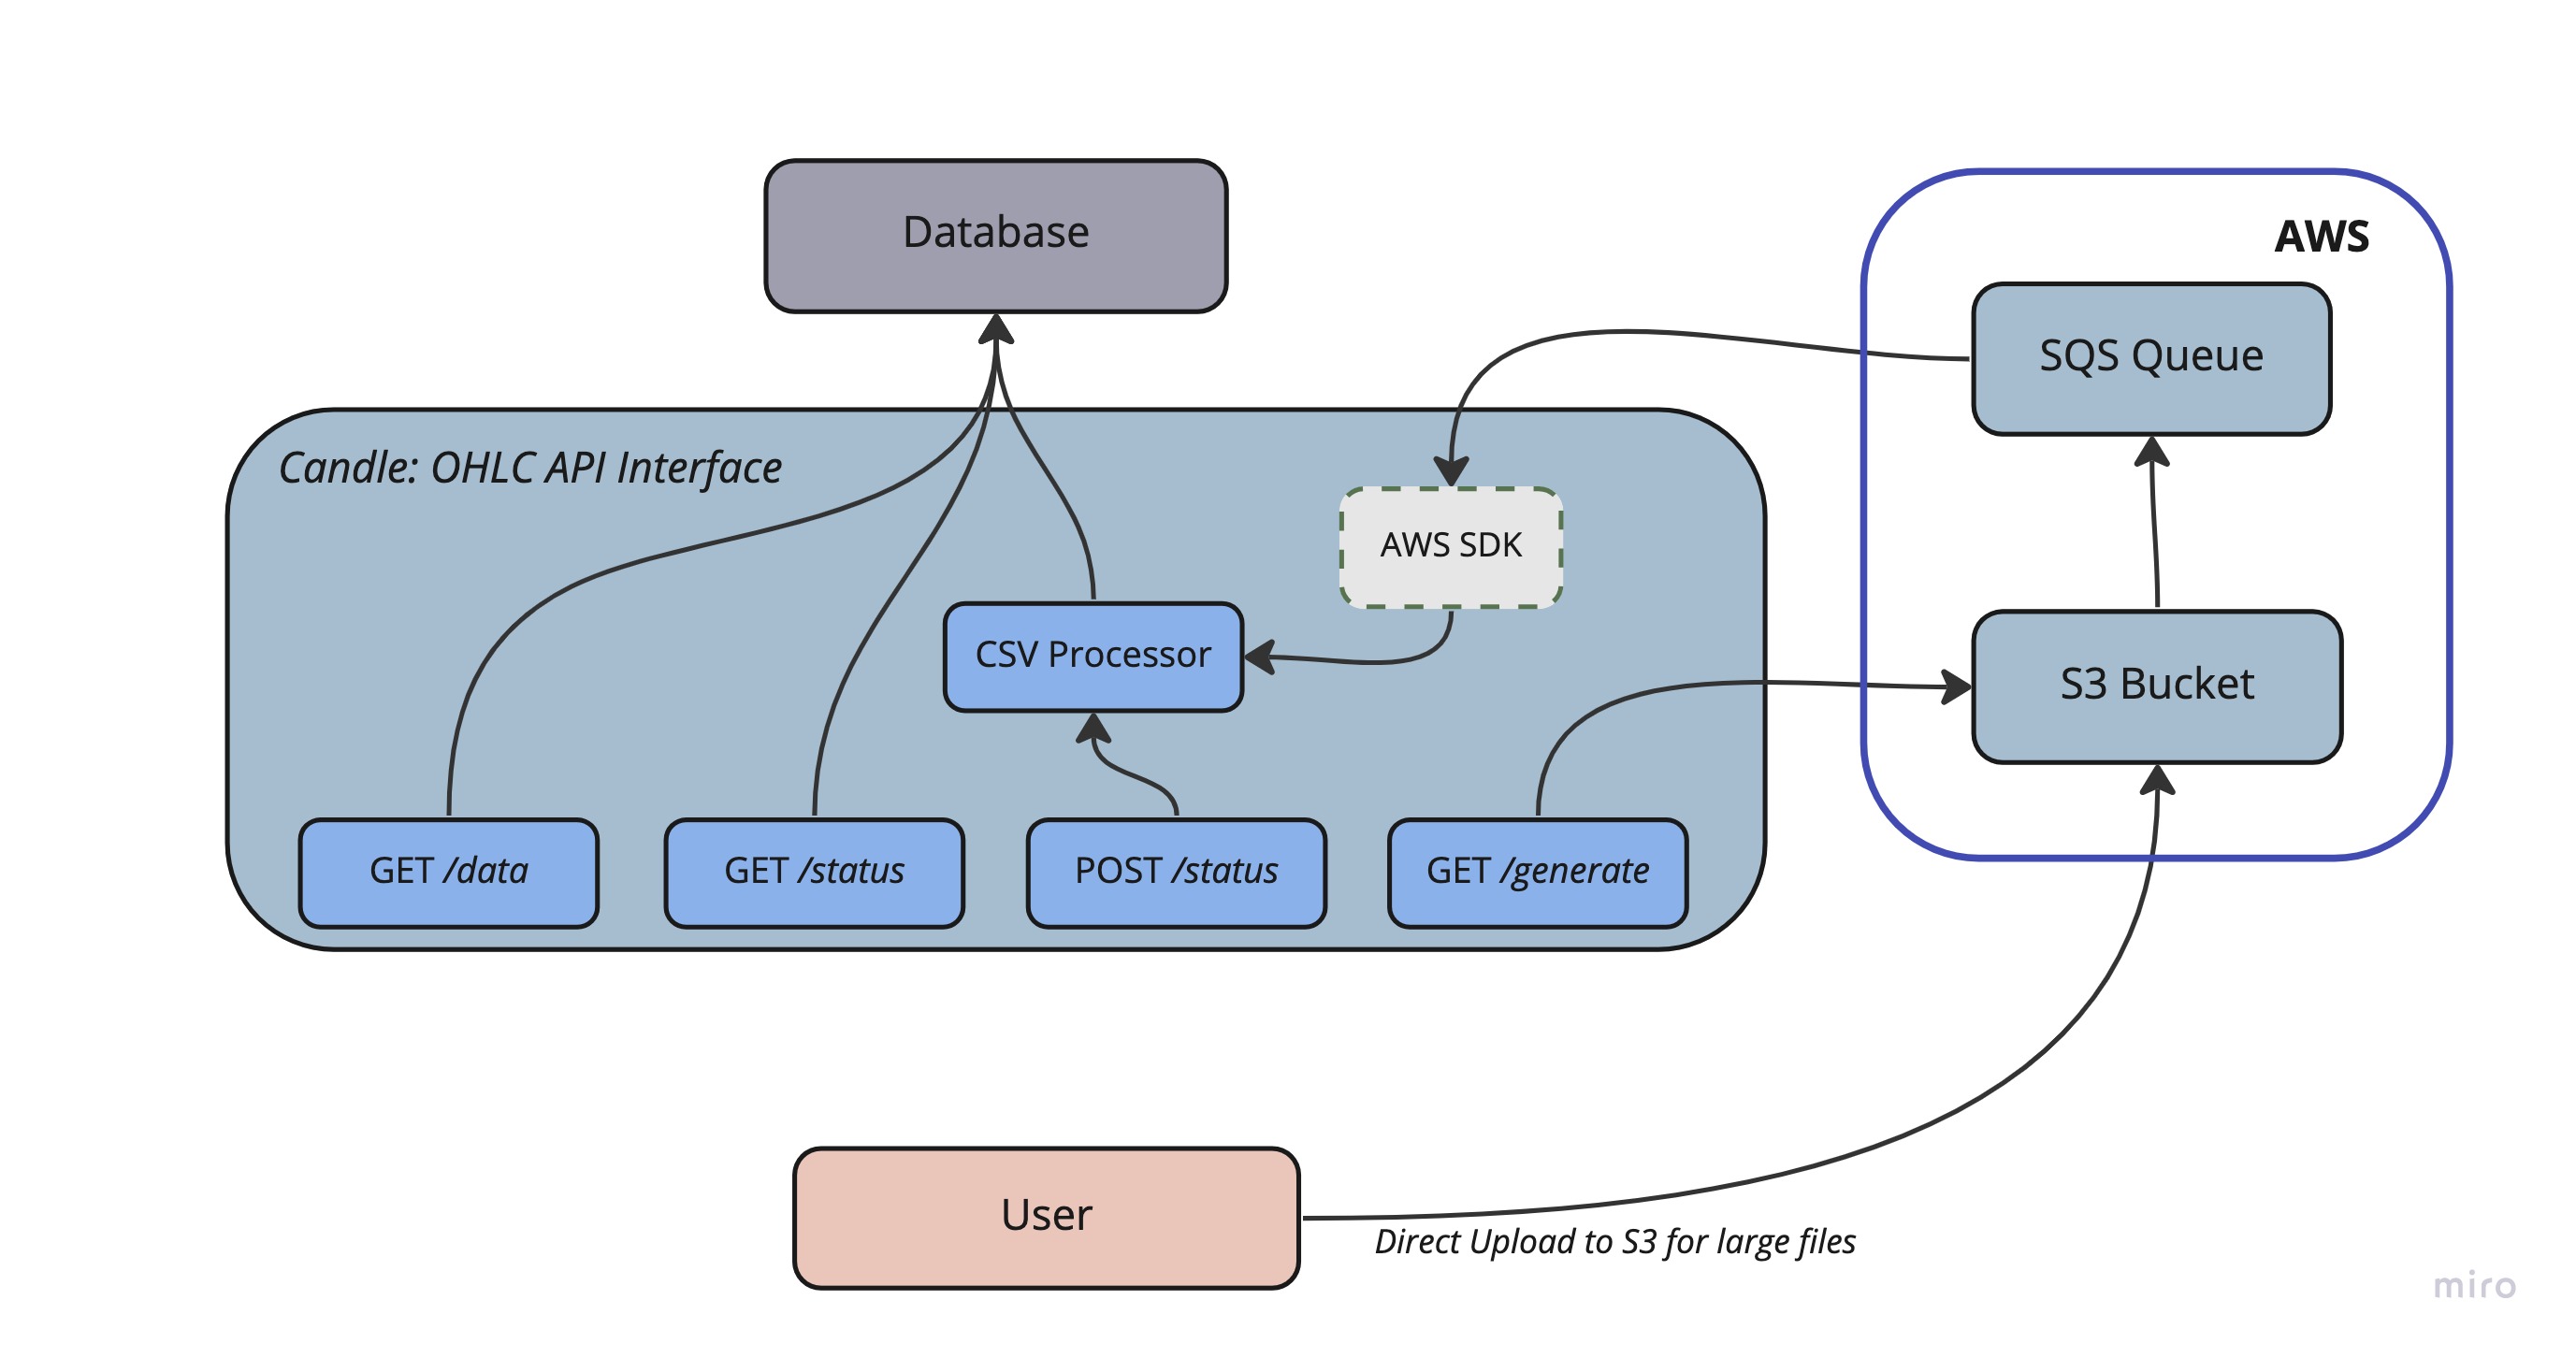 Database
AWS
SQS Queue
Candle: OHLC API Interface
AWS SDK
CSV Processor
S3 Bucket
GET /data
GET /status
POST /status
GET /generate
User
Direct Upload to S3 for large files
miro